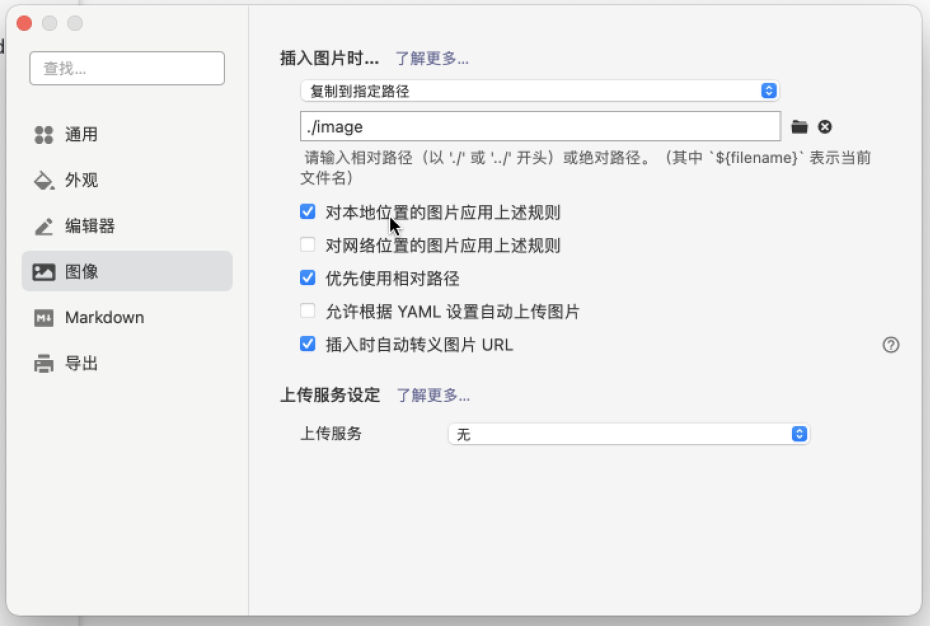 查找...
通用
外观
编辑器
图像
Markdown
导出
插入图片时... 了解更多...
复制到指定路径
./image
请输入相对路径（以 './' 或 '../' 开头）或绝对路径。（其中 `${filename}` 表示当前
文件名）
对本地位置的图片应用上述规则
对网络位置的图片应用上述规则
优先使用相对路径
允许根据 YAML 设置自动上传图片
插入时自动转义图片 URL
上传服务设定 了解更多...
上传服务 无